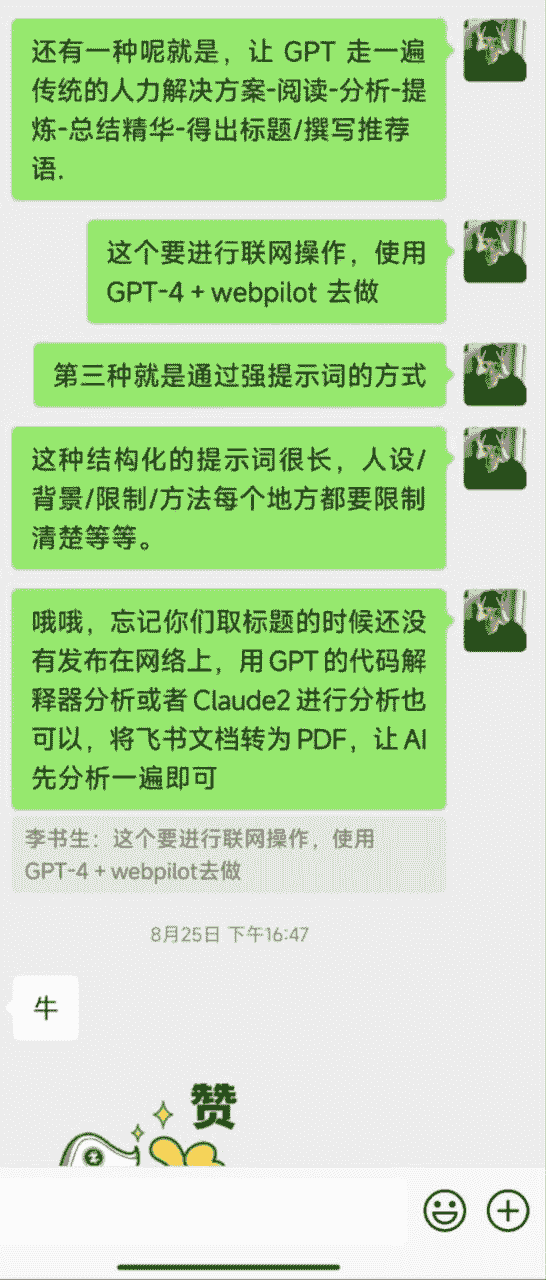 还有一种呢就是，让 GPT 走一遍
传统的人力解决方案-阅读-分析-提
炼-总结精华-得出标题/撰写推荐
语.
这个要进行联网操作，使用
GPT-4 + webpilot 去做
第三种就是通过强提示词的方式
这种结构化的提示词很长，人设/
背景/限制/方法每个地方都要限制
清楚等等。
哦哦，忘记你们取标题的时候还没
有发布在网络上，用 GPT 的代码解
释器分析或者 Claude2 进行分析也
可以，将飞书文档转为 PDF，让 AI
先分析一遍即可
李书生：这个要进行联网操作，使用
GPT-4 + webpilot去做
8月25日 下午16:47
牛
赞